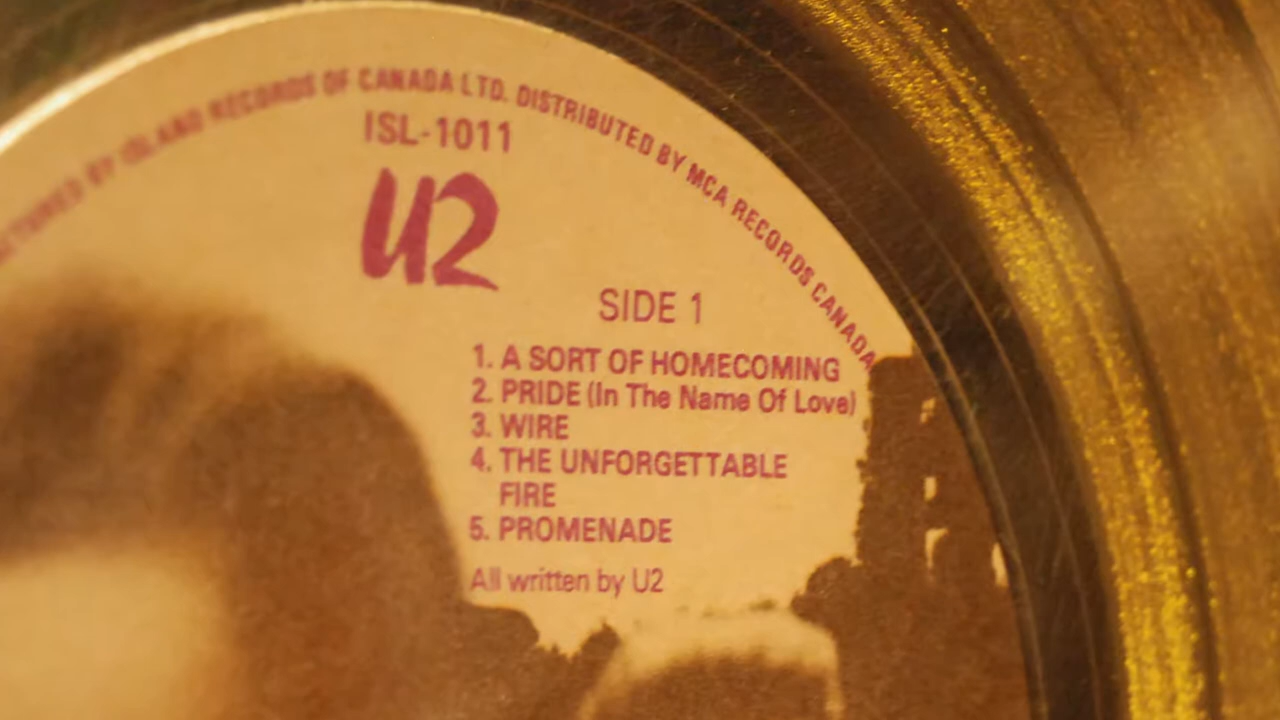 BY ISLAND RECORDS OF CANADA LTD. DISTRIBUTED BY MCA RECORDS CANADA
ISL-1011
U2
SIDE 1
1. A SORT OF HOMECOMING
2. PRIDE (In The Name Of Love)
3. WIRE
4. THE UNFORGETTABLE
FIRE
5. PROMENADE
All written by U2